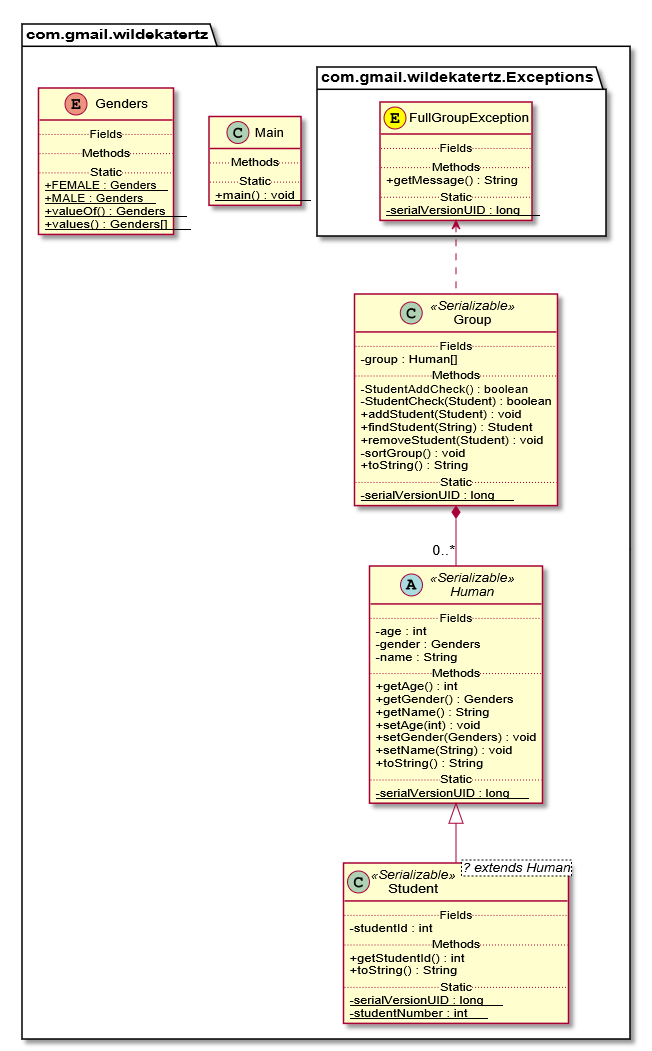 com.gmail.wildekatertz
E Genders
Fields
Methods
Static
+FEMALE : Genders
+MALE : Genders
+valueOf() : Genders
+values() : Genders[]
C Main
Methods
Static
+main() : void
com.gmail.wildekatertz.Exceptions
E FullGroupException
Fields
Methods
+getMessage() : String
Static
-serialVersionUID : long
C «Serializable»
Group
Fields
-group : Human[]
Methods
-StudentAddCheck() : boolean
-StudentCheck(Student) : boolean
+addStudent(Student) : void
+findStudent(String) : Student
+removeStudent(Student) : void
-sortGroup() : void
+toString() : String
Static
-serialVersionUID : long
0..*
A «Serializable»
Human
Fields
-age : int
-gender : Genders
-name : String
Methods
+getAge() : int
+getGender() : Genders
+getName() : String
+setAge(int) : void
+setGender(Genders) : void
+setName(String) : void
+toString() : String
Static
-serialVersionUID : long
? extends Human
C «Serializable»
Student
Fields
-studentId : int
Methods
+getStudentId() : int
+toString() : String
Static
-serialVersionUID : long
-studentNumber : int